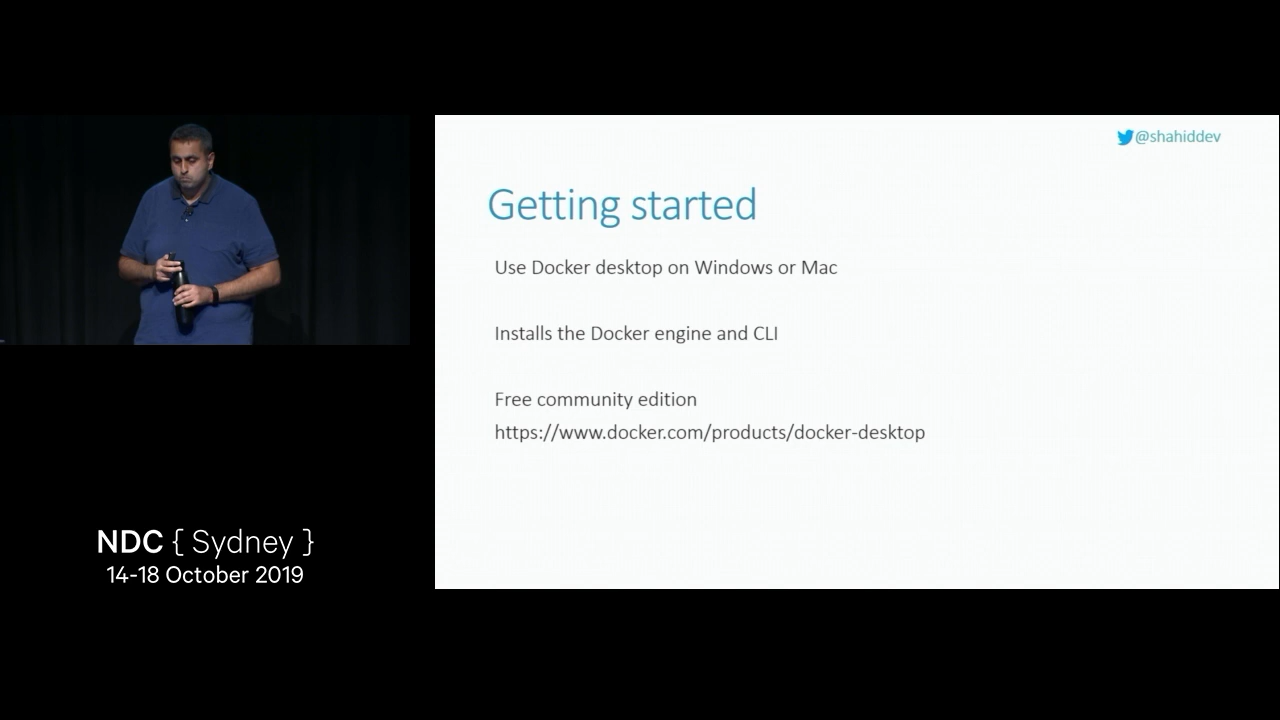 @shahiddev
Getting started
Use Docker desktop on Windows or Mac
Installs the Docker engine and CLI
Free community edition
https://www.docker.com/products/docker-desktop
NDC { Sydney }
14-18 October 2019